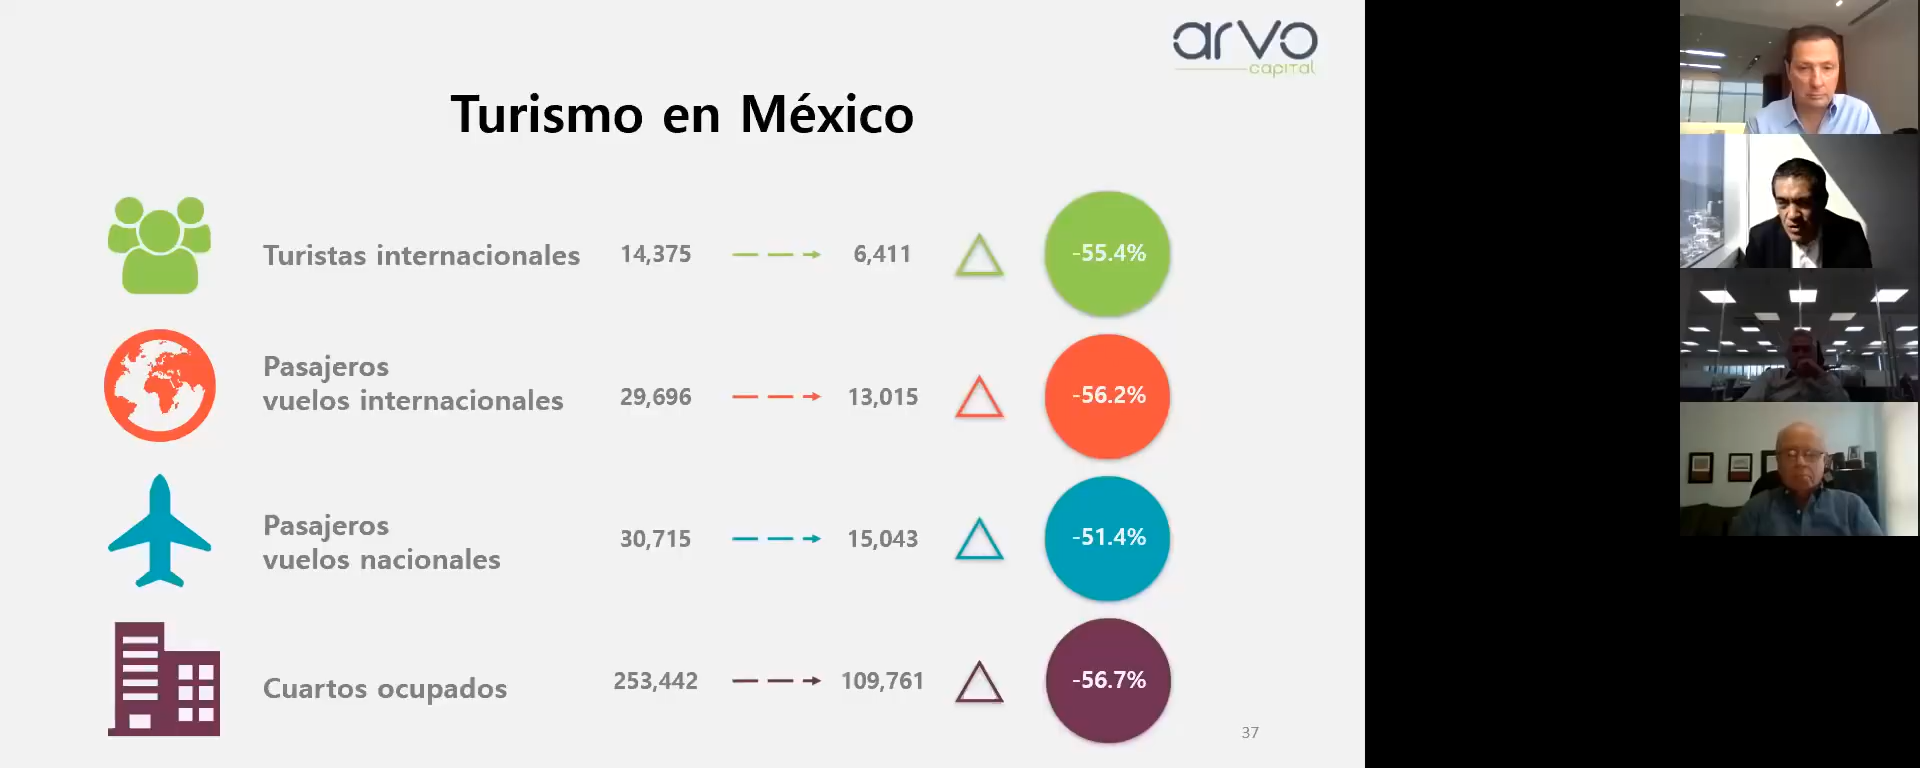 arvo
capital
Turismo en México
Turistas internacionales 14,375 6,411 -55.4%
Pasajeros
vuelos internacionales 29,696 13,015 -56.2%
Pasajeros
vuelos nacionales 30,715 15,043 -51.4%
Cuartos ocupados 253,442 109,761 -56.7%
37